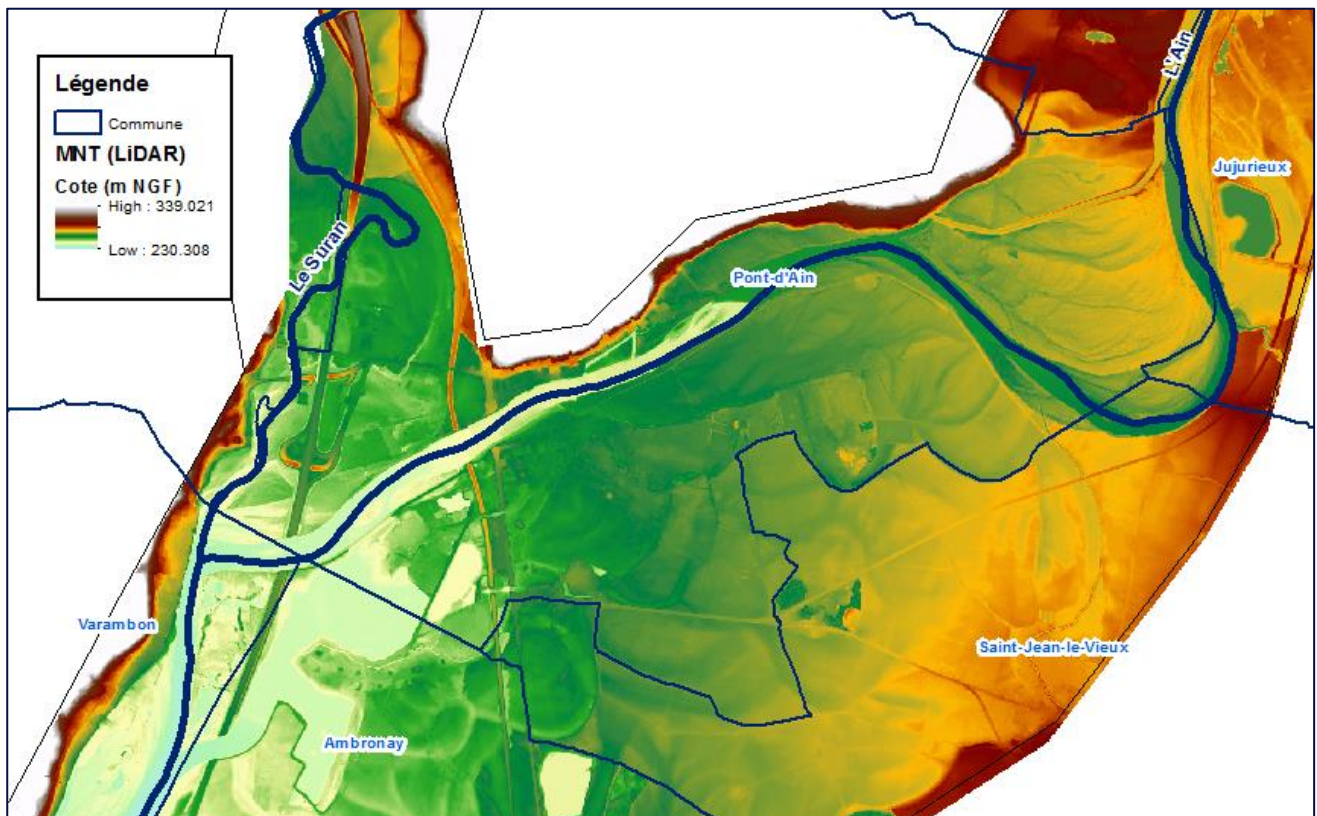 Légende
Commune
MNT (LiDAR)
Cote (m NGF)
High : 339.021
Low : 230.308
L'Ain
Jujurieux
Le Suran
Pont-d'Ain
Varambon
Saint-Jean-le-Vieux
Ambronay